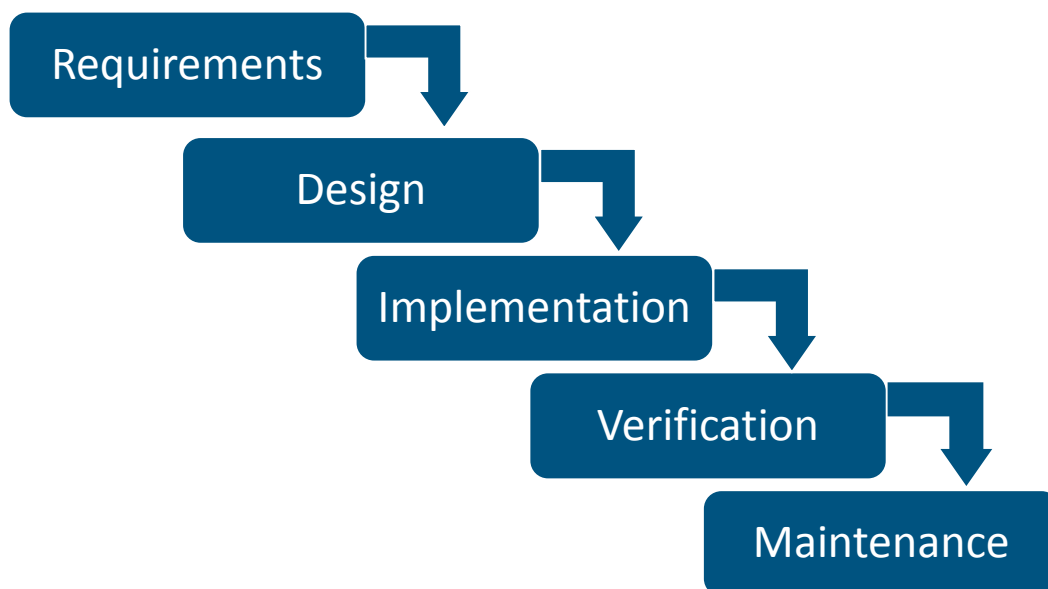 Requirements
Design
Implementation
Verification
Maintenance